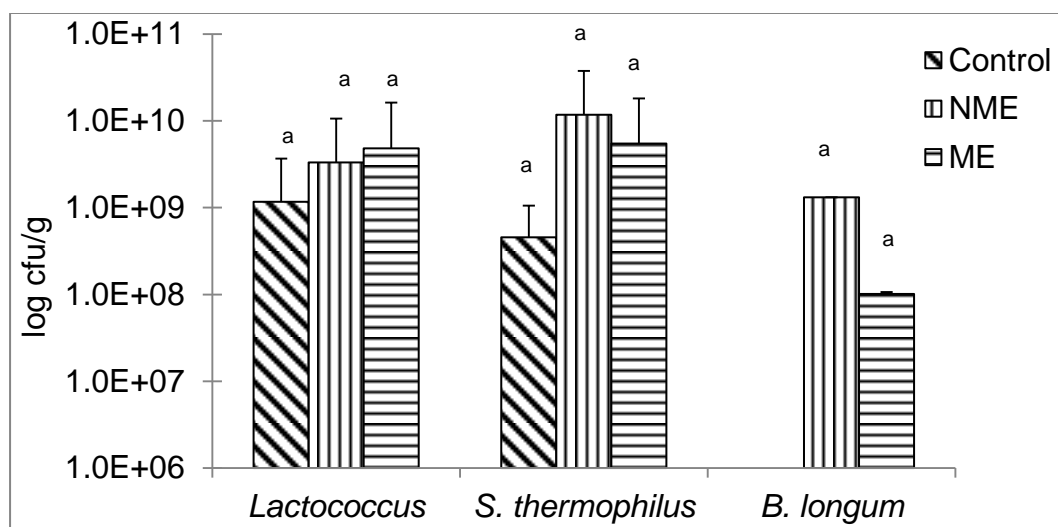 1.0E+11
1.0E+10
1.0E+09
1.0E+08
1.0E+07
1.0E+06
log cfu/g
a
a
a
a
a
a
a
a
Control
NME
ME
Lactococcus
S. thermophilus
B. longum